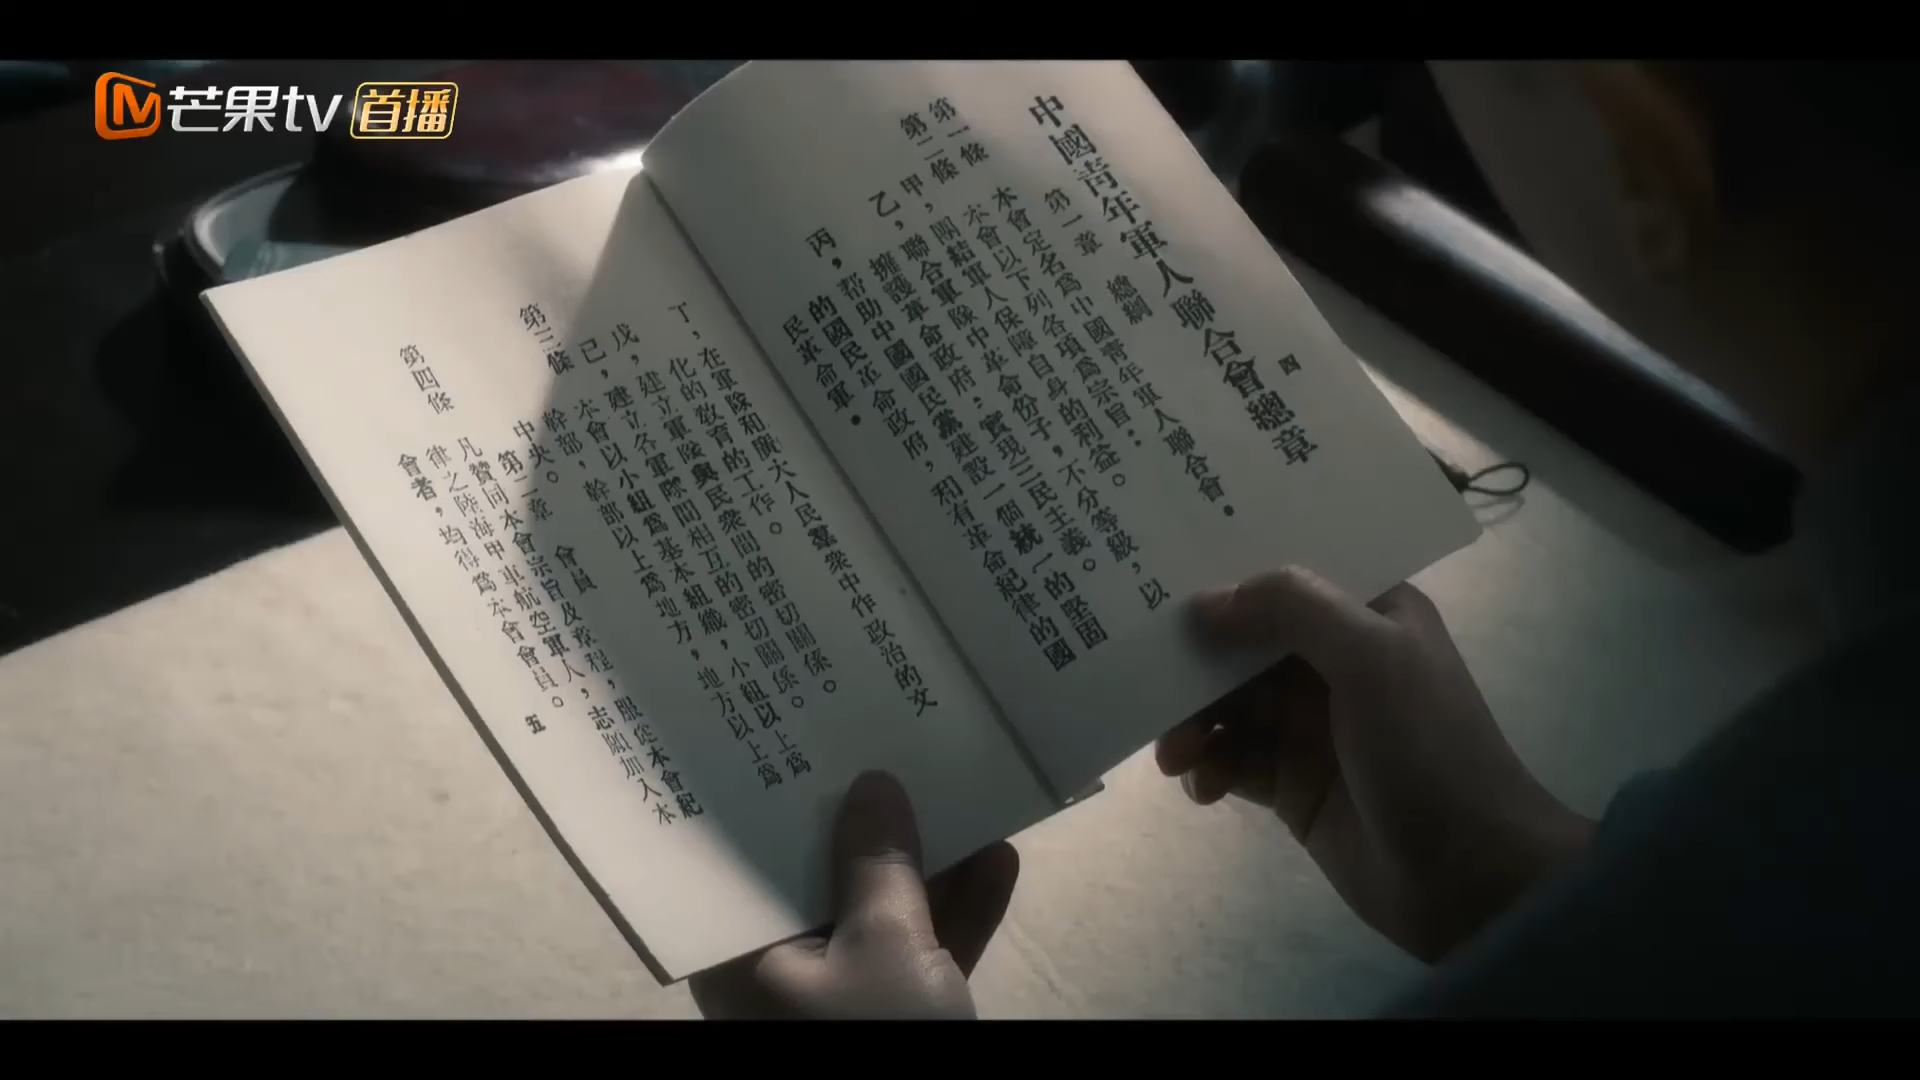 芒果tv 首播
中國青年軍人聯合會總章
四
第一章 總綱
第一條 本會定名爲中國青年軍人聯合會。
第二條 本會以下列各項爲宗旨：
甲，團結軍人保障自身的利益。
聯合軍隊中革命份子，不分等級，以
乙，擁護革命政府；實現三民主義。
丙，帮助中國國民黨建設一個統一的堅固
的國民革命政府，和有革命紀律的國
民革命軍。
丁，在軍隊和廣大人民羣衆中作政治的文
化的敎育的工作。
戊，建立軍隊與民衆間的密切關係。
已，建立各軍隊間相互的密切關係。
第三條 本會以小組爲基本組織，小組以上爲
幹部，幹部以上爲地方，地方以上爲
中央。
第二章 會員
第四條 凡贊同本會宗旨及章程，服從本會紀
律之陸海甲車航空軍人，志願加入本
會者，均得爲本會會員。
五